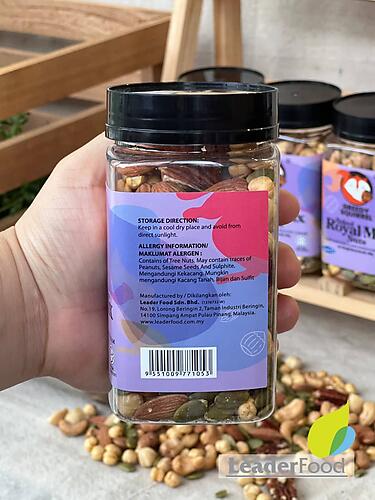 STORAGE DIRECTION:
Keep in a cool dry place and avoid from
direct sunlight.
ALLERGY INFORMATION/
MAKLUMAT ALERGEN :
Contains of Tree Nuts. May contain traces of
Peanuts, Sesame Seeds And Sulphite.
Mengandungi Kekacang. Mungkin
mengandungi Kacang Tanah, Bijan dan Sulfit
Manufactured by / Dikilangkan oleh:
Leader Food Sdn. Bhd.
No.19, Lorong Beringin 2, Taman Industri Beringin,
14100 Simpang Ampat Pulau Pinang, Malaysia.
www.leaderfood.com.my
9 551009 771053
SQUIRREL
Royal M
Nuts
LeaderFood